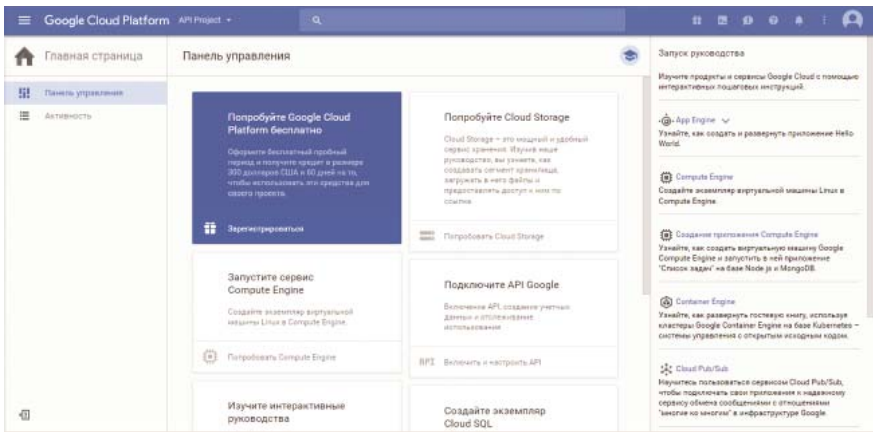 Google Cloud Platform API Project
Главная страница
Панель управления
Активность
Панель управления
Попробуйте Google Cloud
Platform бесплатно
Оформите бесплатный пробный
период и получите кредит в размере
300 долларов США и 60 дней на то,
чтобы использовать эти средства для
своего проекта.
Зарегистрироваться
Попробуйте Cloud Storage
Cloud Storage – это мощный и удобный
сервис хранения. Изучив наше
руководство, вы узнаете, как
создавать сегмент хранилища,
загружать в него файлы и
предоставлять доступ к ним по
ссылке.
Попробовать Cloud Storage
Запустите сервис
Compute Engine
Создайте экземпляр виртуальной
машины Linux в Compute Engine.
Попробовать Compute Engine
Подключите API Google
Включение API, создание учетных
данных и отслеживание
использования
API Включить и настроить API
Изучите интерактивные
руководства
Создайте экземпляр
Cloud SQL
Запуск руководства
Изучите продукты и сервисы Google Cloud с помощью
интерактивных пошаговых инструкций.
App Engine
Узнайте, как создать и развернуть приложение Hello
World.
Compute Engine
Создайте экземпляр виртуальной машины Linux в
Compute Engine.
Создание приложения Compute Engine
Узнайте, как создать виртуальную машину Google
Compute Engine и запустить в ней приложение
"Список задач" на базе Node js и MongoDB.
Container Engine
Узнайте, как развернуть гостевую книгу, используя
кластеры Google Container Engine на базе Kubernetes –
системы управления с открытым исходным кодом.
Cloud Pub/Sub
Научитесь пользоваться сервисом Cloud Pub/Sub,
чтобы подключать свои приложения к надежному
сервису обмена сообщениями с отношениями
"многие ко многим" в инфраструктуре Google.